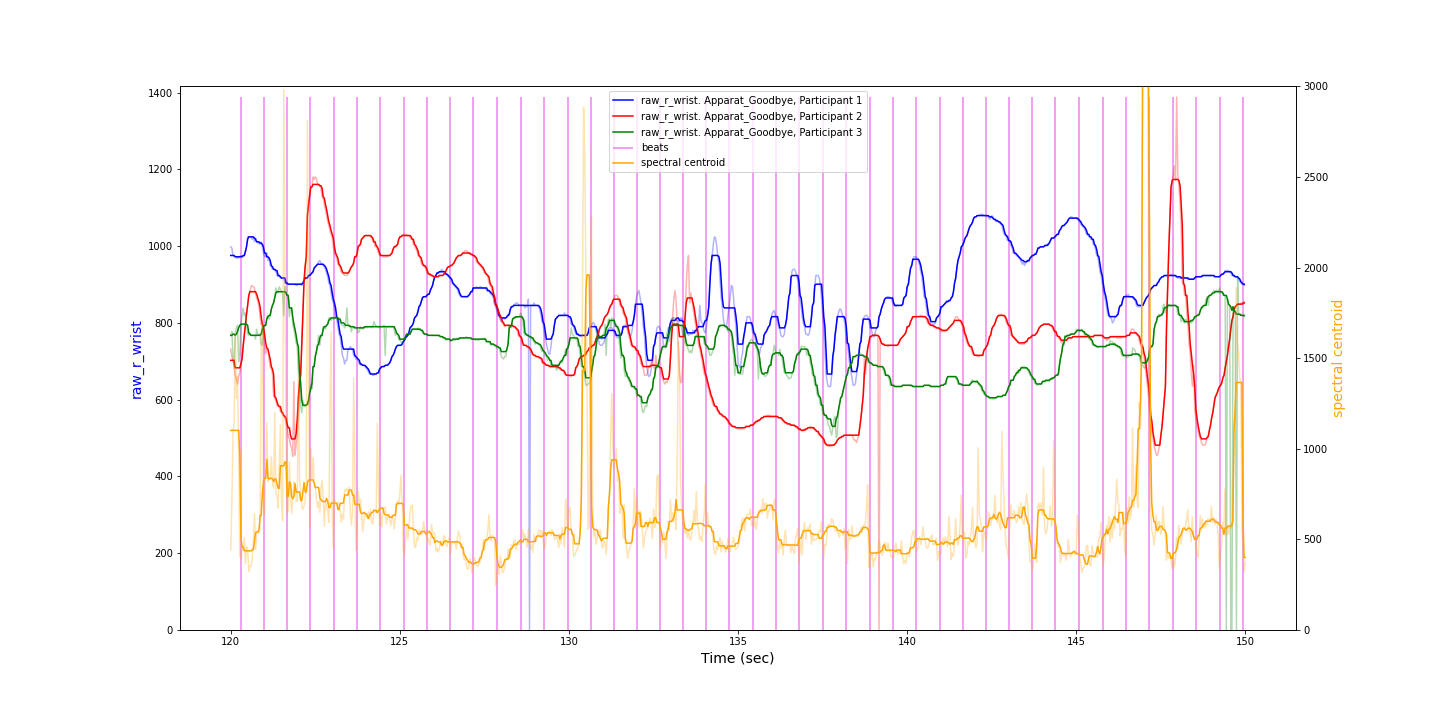 raw_r_wrist. Apparat_Goodbye, Participant 1
raw_r_wrist. Apparat_Goodbye, Participant 2
raw_r_wrist. Apparat_Goodbye, Participant 3
beats
spectral centroid
1400
1200
1000
800
600
400
200
0
raw_r_wrist
3000
2500
2000
1500
1000
500
0
spectral centroid
120
125
130
135
140
145
150
Time (sec)